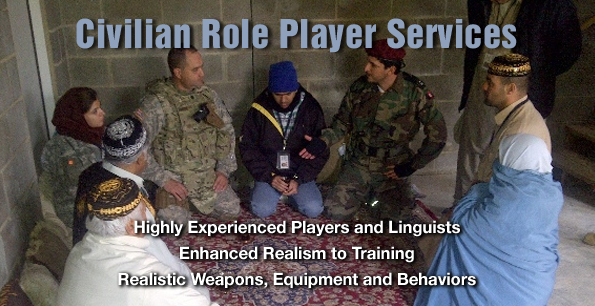 Civilian Role Player Services
Highly Experienced Players and Linguists
Enhanced Realism to Training
Realistic Weapons, Equipment and Behaviors